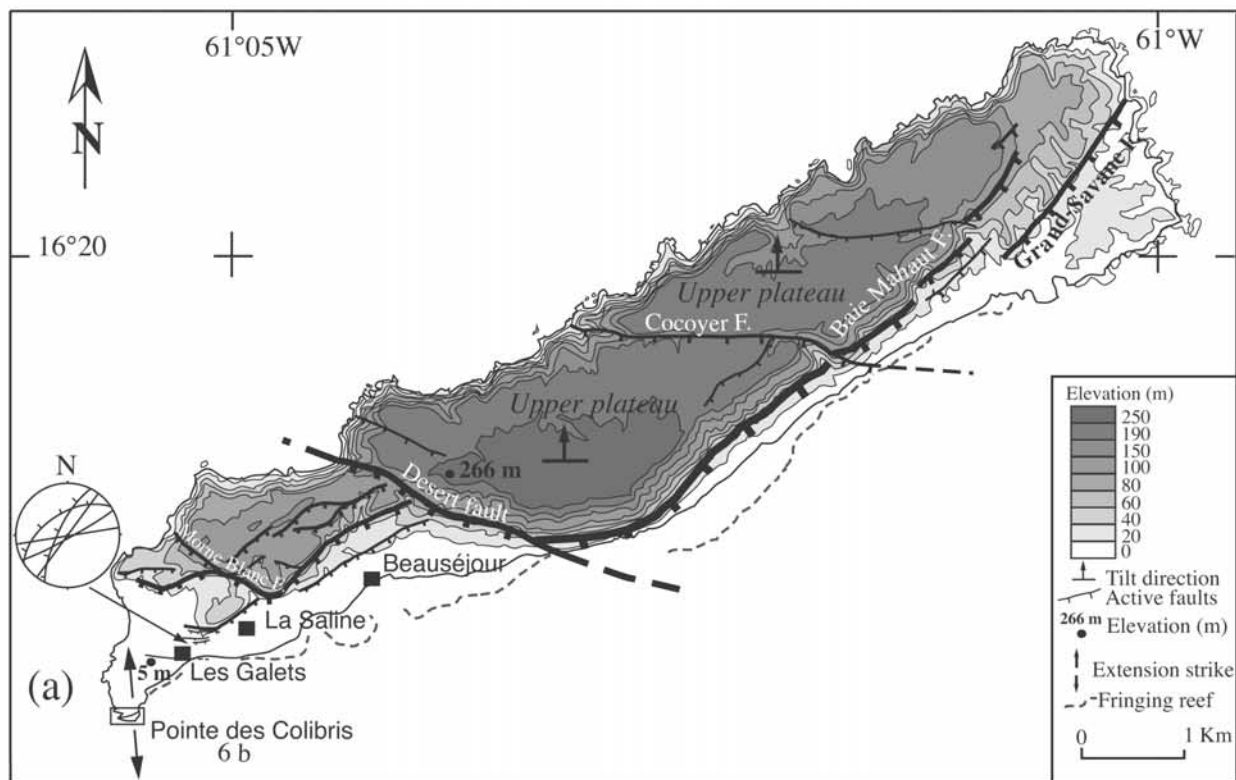 61°05W
61°W
N
16°20
Grand Savane F.
Baie Mahaut F.
Upper plateau
Cocoyer F.
Upper plateau
266 m
Desert fault
N
Morne Blanc F.
Beauséjour
La Saline
5 m
Les Galets
(a)
Pointe des Colibris
6 b
Elevation (m)
250
190
150
100
80
60
40
20
0
Tilt direction
Active faults
266 m
Elevation (m)
Extension strike
Fringing reef
0 1 Km